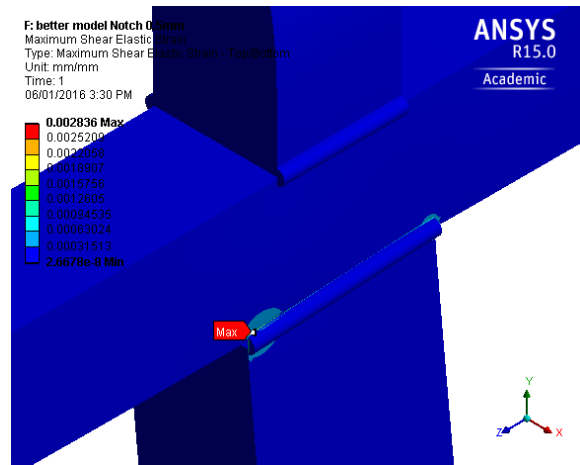 F: better model Notch 0,5mm
Maximum Shear Elastic Strain
Type: Maximum Shear Elastic Strain - Top/Bottom
Unit: mm/mm
Time: 1
06/01/2016 3:30 PM
0.002836 Max
0.0025209
0.0022058
0.0018907
0.0015756
0.0012605
0.00094535
0.00063024
0.00031513
2.6678e-8 Min
ANSYS
R15.0
Academic
Max
Y
Z
X